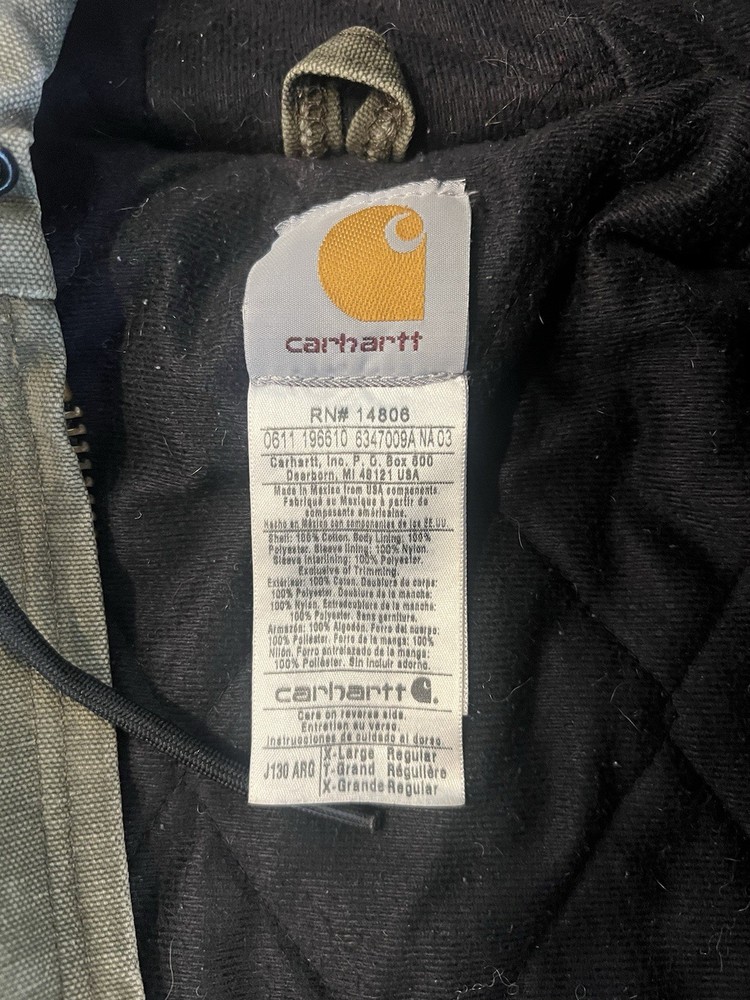 carhartt
RN# 14806
0611 196610 6347009A NA 03
Carhartt, Inc. P. O. Box 600
Dearborn, MI 48121 USA
Made in Mexico from USA components
Fabriqué au Mexique à partir de
composants américains.
Hecho en México con componentes de los EE.UU.
Shell: 100% Cotton. Body Lining: 100%
Polyester. Sleeve lining: 100% Nylon.
Sleeve interlining: 100% Polyester.
Exclusive of Trimming.
Extérieur: 100% Coton. Doublure de corps:
100% Polyester. Doublure de la manche:
100% Nylon. Entredoublure de la manche:
100% Polyester. Sans garniture.
Armazón: 100% Algodón. Forro del cuerpo:
100% Poliéster. Forro de la manga: 100%
Nilón. Forro entretelado de la manga:
100% Poliéster. Sin incluir adorno.
carhartt
Care on reverse side.
Entretien au verso.
Instrucciones de cuidado al dorso
J130 ARG X-Large Regular
T-Grand Régulière
X-Grande Regular